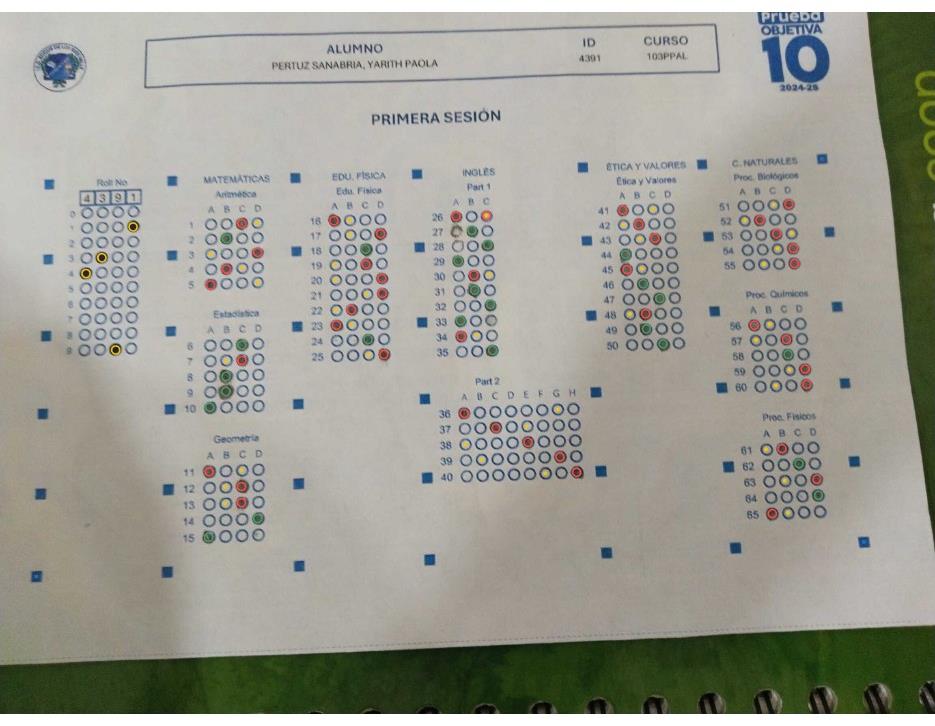 Prueba
OBJETIVA
10
2024-25
ALUMNO
PERTUZ SANABRIA, YARITH PAOLA
ID
4391
CURSO
103PPAL
PRIMERA SESIÓN
Roll No
4 3 9 1
0
1
2
3
4
5
6
7
8
9
MATEMÁTICAS
Aritmética
A B C D
1
2
3
4
5
Estadística
A B C D
6
7
8
9
10
Geometría
A B C D
11
12
13
14
15
EDU. FÍSICA
Edu. Física
A B C D
16
17
18
19
20
21
22
23
24
25
INGLÉS
Part 1
A B C
26
27
28
29
30
31
32
33
34
35
Part 2
A B C D E F G H
36
37
38
39
40
ÉTICA Y VALORES
Ética y Valores
A B C D
41
42
43
44
45
46
47
48
49
50
C. NATURALES
Proc. Biológicos
A B C D
51
52
53
54
55
Proc. Químicos
A B C D
56
57
58
59
60
Proc. Físicos
A B C D
61
62
63
64
65